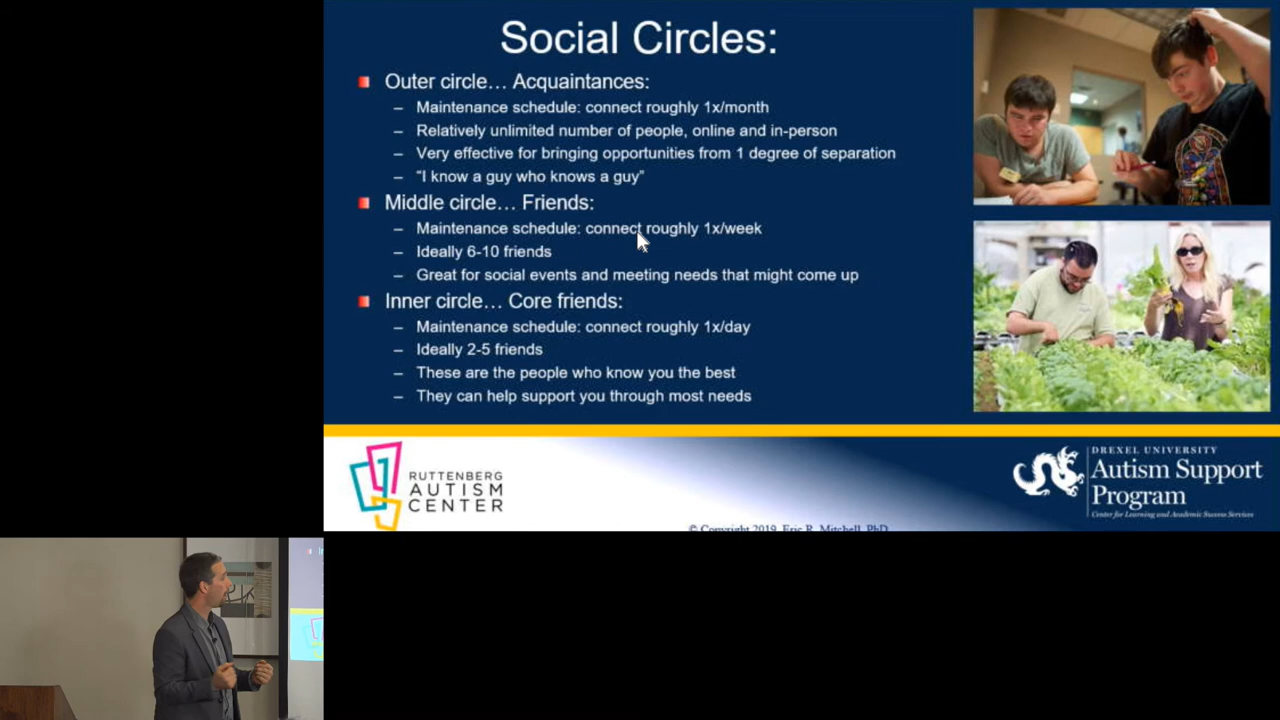 Social Circles:
Outer circle… Acquaintances:
– Maintenance schedule: connect roughly 1x/month
– Relatively unlimited number of people, online and in-person
– Very effective for bringing opportunities from 1 degree of separation
– “I know a guy who knows a guy”
Middle circle… Friends:
– Maintenance schedule: connect roughly 1x/week
– Ideally 6-10 friends
– Great for social events and meeting needs that might come up
Inner circle… Core friends:
– Maintenance schedule: connect roughly 1x/day
– Ideally 2-5 friends
– These are the people who know you the best
– They can help support you through most needs
RUTTENBERG
AUTISM
CENTER
DREXEL UNIVERSITY
Autism Support
Program
Center for Learning and Academic Success Services
© Copyright 2019, Eric R. Mitchell, PhD